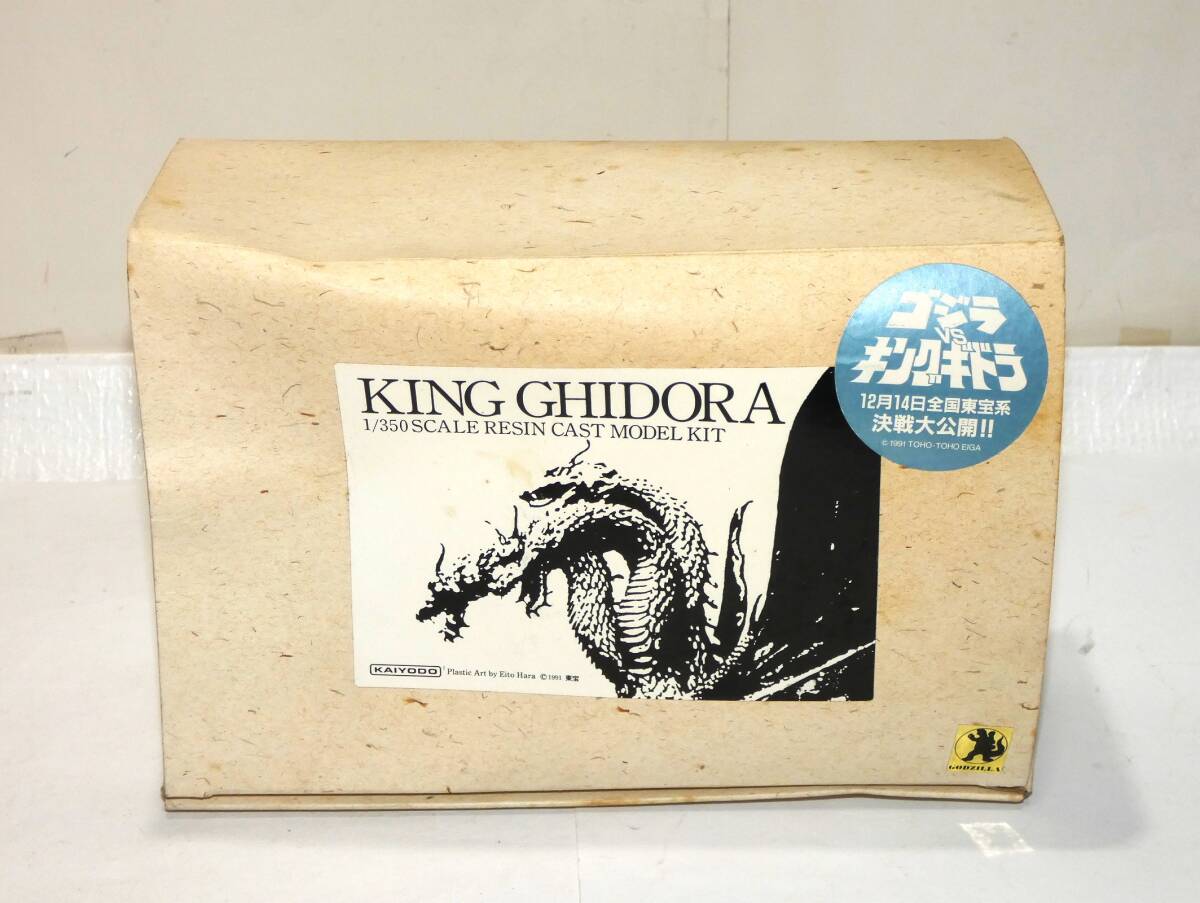 KING GHIDORA
1/350 SCALE RESIN CAST MODEL KIT
ゴジラ
VS
キングギドラ
12月14日全国東宝系
決戦大公開!!
© 1991 TOHO・TOHO EIGA
KAIYODO Plastic Art by Eito Hara © 1991 東宝
GODZILLA